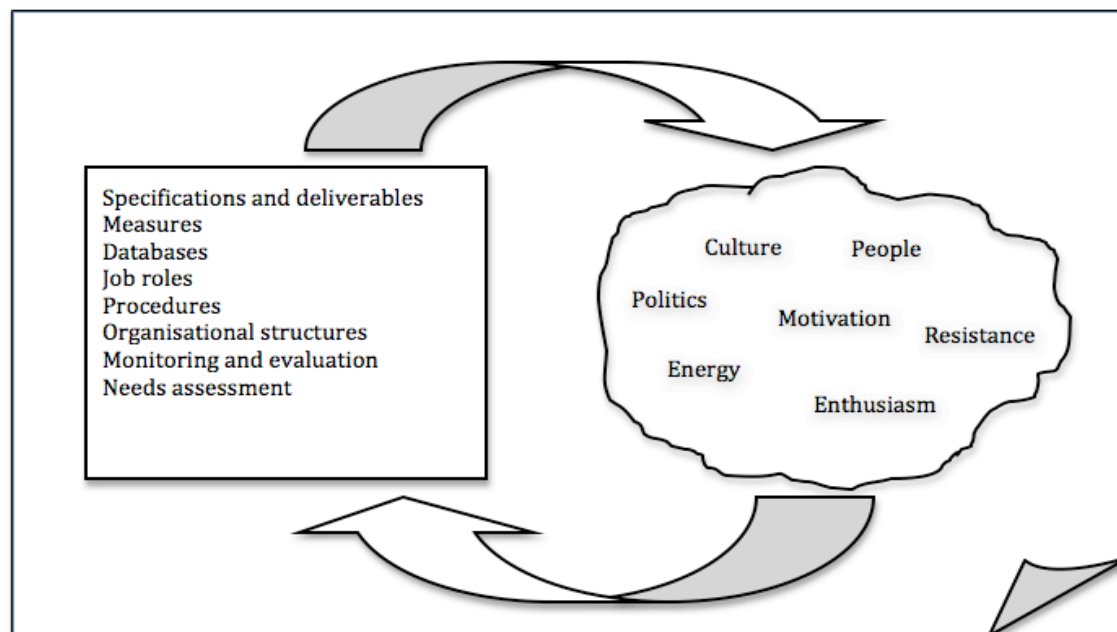 Specifications and deliverables
Measures
Databases
Job roles
Procedures
Organisational structures
Monitoring and evaluation
Needs assessment
Culture
People
Politics
Motivation
Resistance
Energy
Enthusiasm